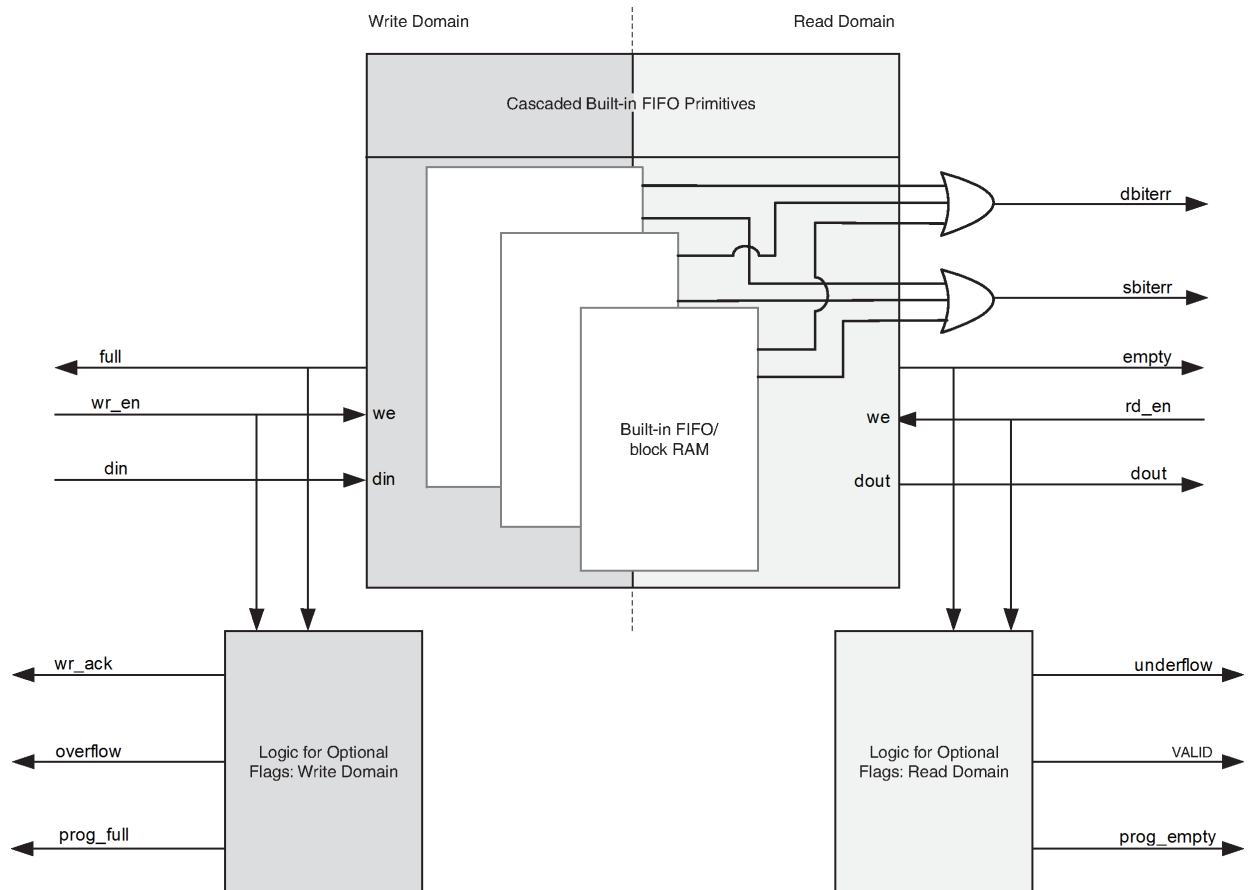 Write Domain
Read Domain
Cascaded Built-in FIFO Primitives
dbiterr
sbiterr
full
empty
wr_en
we
we
rd_en
Built-in FIFO/
block RAM
din
din
dout
dout
wr_ack
underflow
overflow
Logic for Optional
Flags: Write Domain
Logic for Optional
Flags: Read Domain
VALID
prog_full
prog_empty